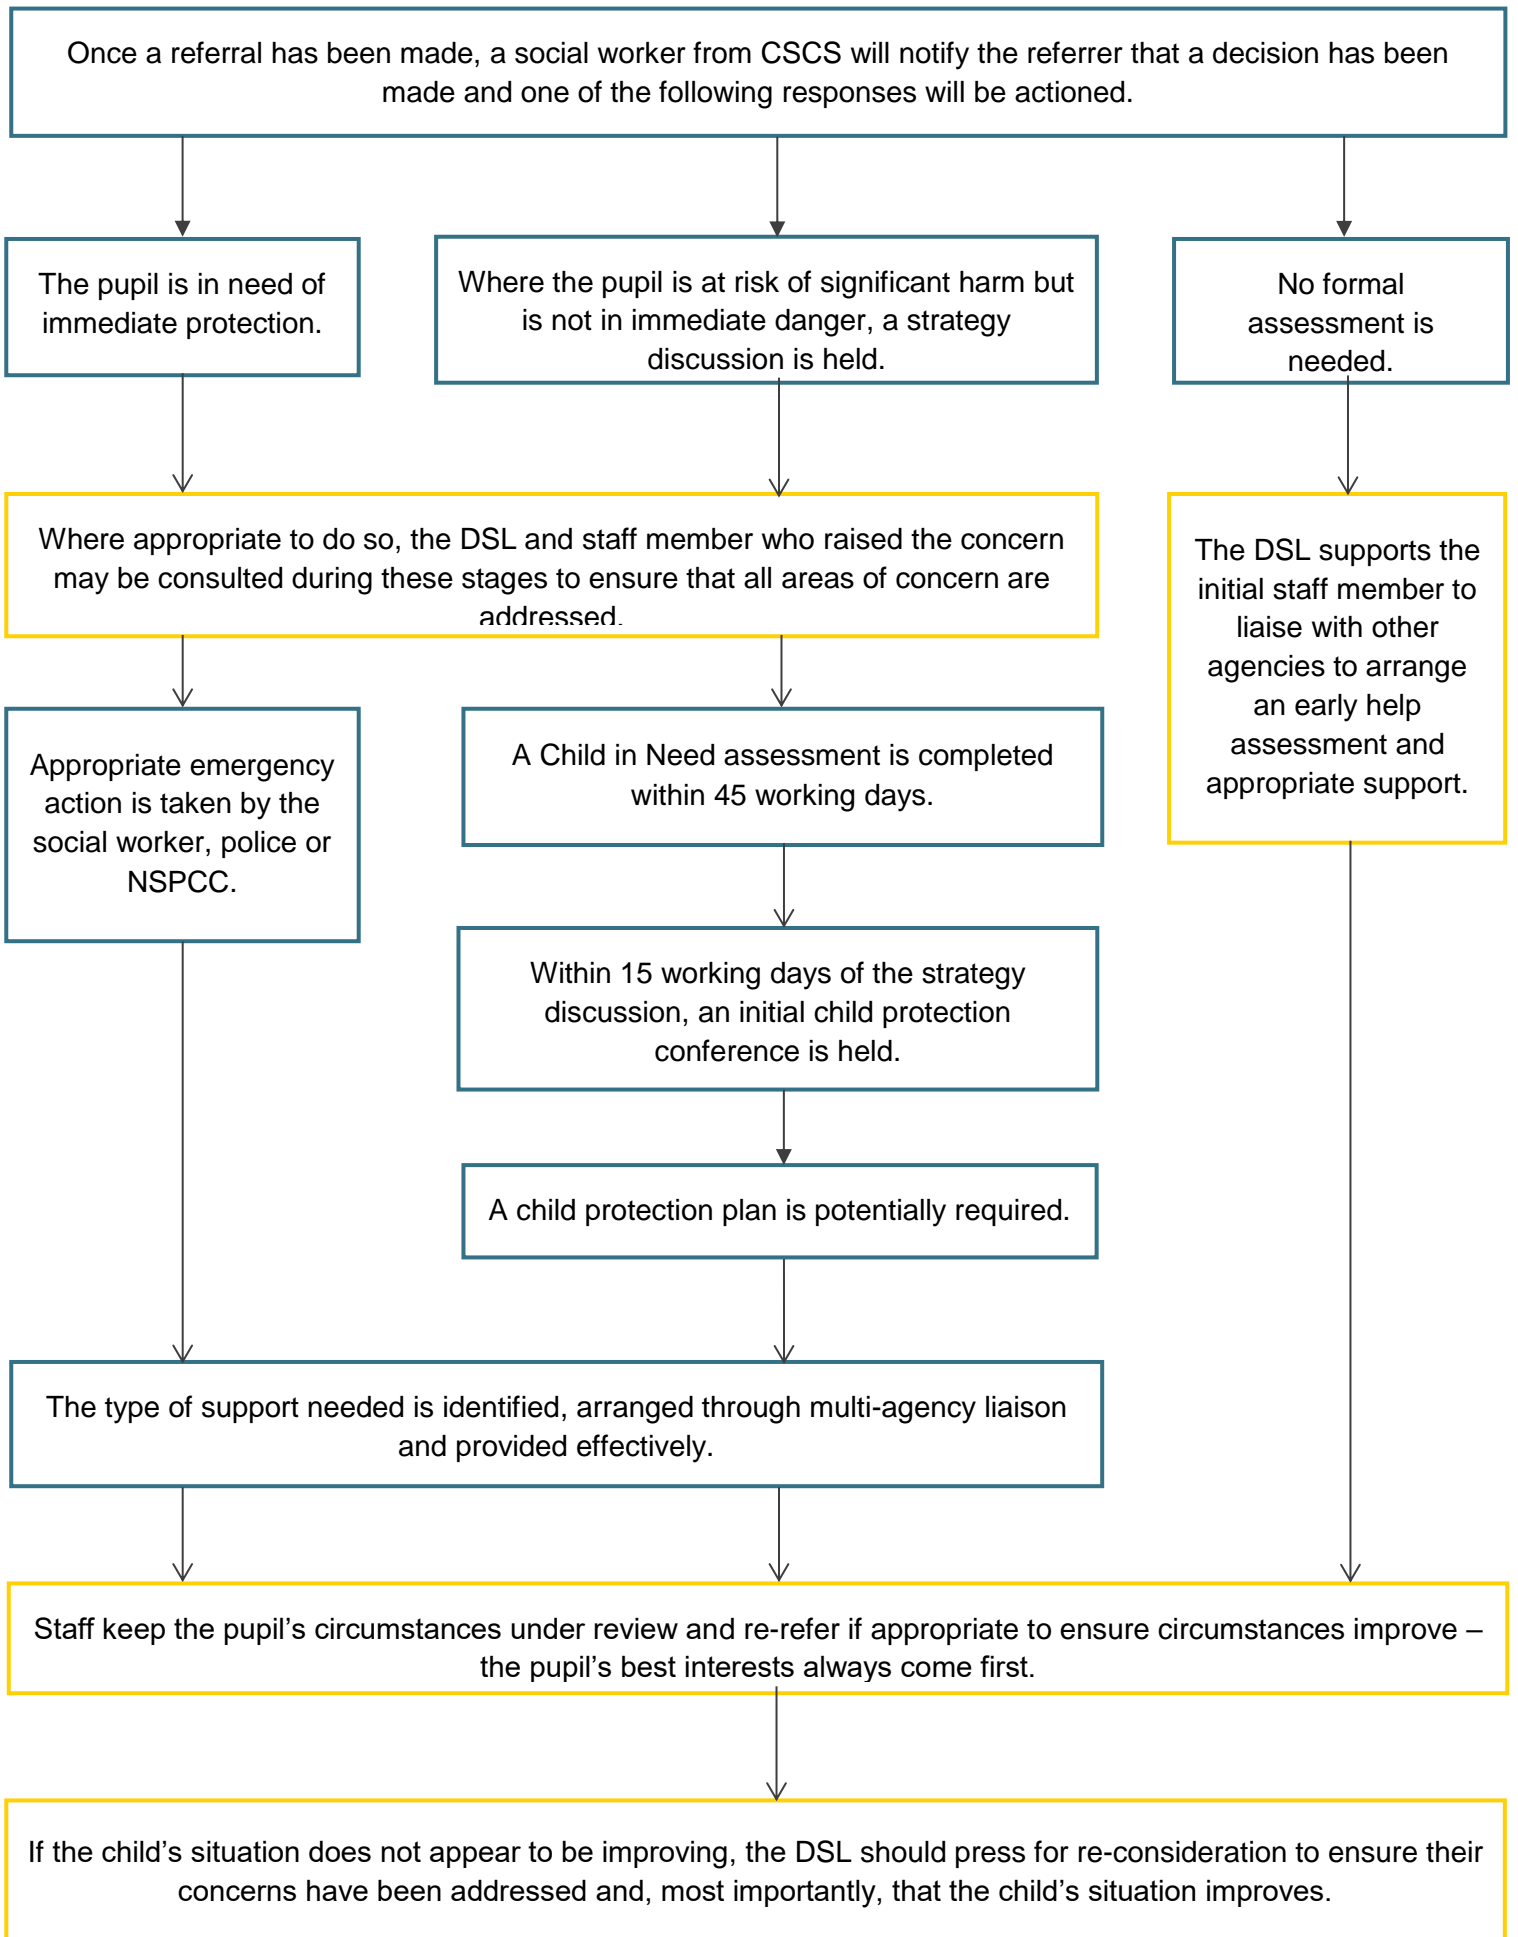 Once a referral has been made, a social worker from CSCS will notify the referrer that a decision has been
made and one of the following responses will be actioned.
The pupil is in need of
immediate protection.
Where the pupil is at risk of significant harm but
is not in immediate danger, a strategy
discussion is held.
No formal
assessment is
needed.
Where appropriate to do so, the DSL and staff member who raised the concern
may be consulted during these stages to ensure that all areas of concern are
addressed.
The DSL supports the
initial staff member to
liaise with other
agencies to arrange
an early help
assessment and
appropriate support.
Appropriate emergency
action is taken by the
social worker, police or
NSPCC.
A Child in Need assessment is completed
within 45 working days.
Within 15 working days of the strategy
discussion, an initial child protection
conference is held.
A child protection plan is potentially required.
The type of support needed is identified, arranged through multi-agency liaison
and provided effectively.
Staff keep the pupil’s circumstances under review and re-refer if appropriate to ensure circumstances improve –
the pupil’s best interests always come first.
If the child’s situation does not appear to be improving, the DSL should press for re-consideration to ensure their
concerns have been addressed and, most importantly, that the child’s situation improves.